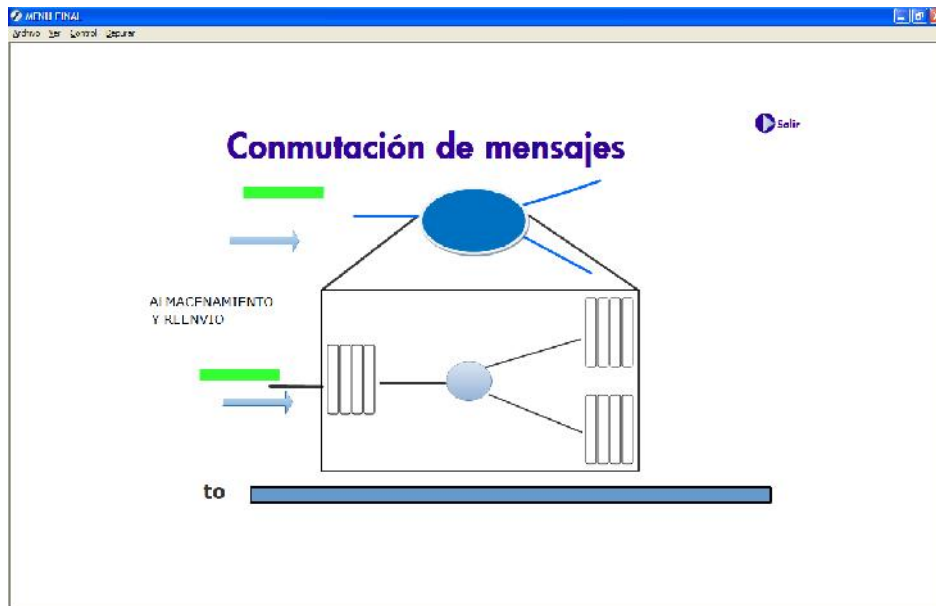 MENU FINAL
Archivo Ver Control Depurar
Salir
Conmutación de mensajes
ALMACENAMIENTO
Y REENVIO
to